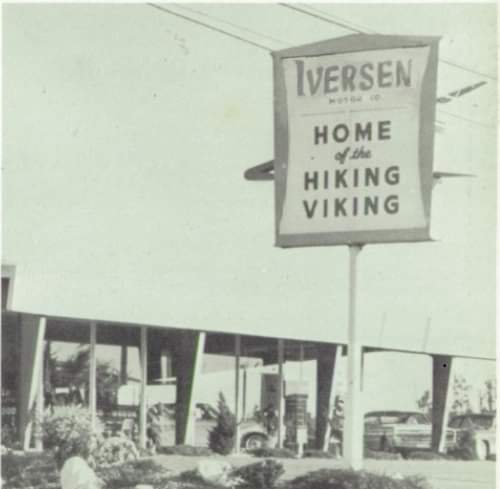 IVERSEN
MOTOR CO.
HOME
of the
HIKING
VIKING